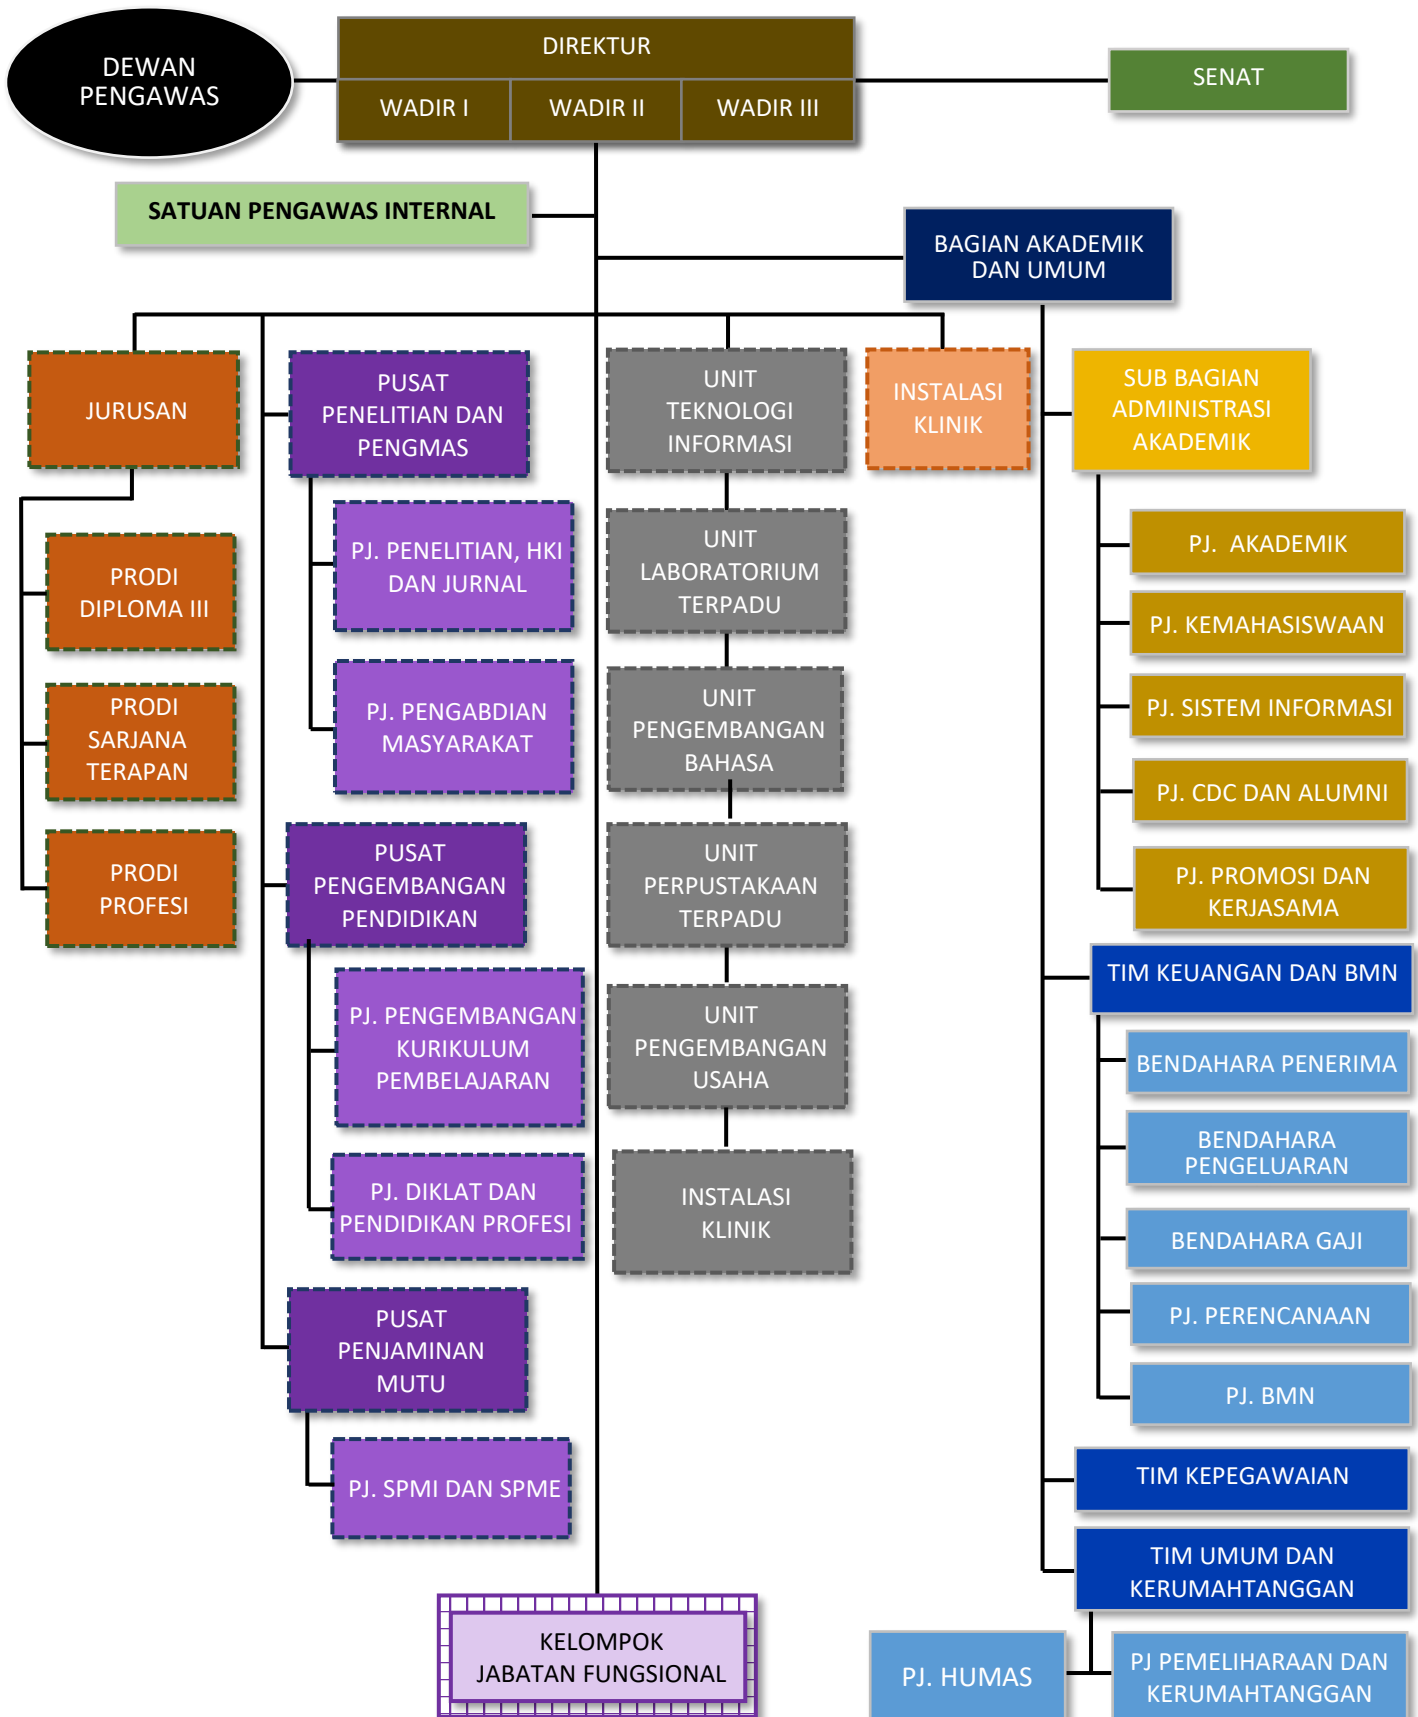 DEWAN
PENGAWAS
DIREKTUR
WADIR I
WADIR II
WADIR III
SENAT
SATUAN PENGAWAS INTERNAL
BAGIAN AKADEMIK
DAN UMUM
JURUSAN
PRODI
DIPLOMA III
PRODI
SARJANA
TERAPAN
PRODI
PROFESI
PUSAT
PENELITIAN DAN
PENGMAS
PJ. PENELITIAN, HKI
DAN JURNAL
PJ. PENGABDIAN
MASYARAKAT
PUSAT
PENGEMBANGAN
PENDIDIKAN
PJ. PENGEMBANGAN
KURIKULUM
PEMBELAJARAN
PJ. DIKLAT DAN
PENDIDIKAN PROFESI
PUSAT
PENJAMINAN
MUTU
PJ. SPMI DAN SPME
UNIT
TEKNOLOGI
INFORMASI
UNIT
LABORATORIUM
TERPADU
UNIT
PENGEMBANGAN
BAHASA
UNIT
PERPUSTAKAAN
TERPADU
UNIT
PENGEMBANGAN
USAHA
INSTALASI
KLINIK
INSTALASI
KLINIK
SUB BAGIAN
ADMINISTRASI
AKADEMIK
PJ. AKADEMIK
PJ. KEMAHASISWAAN
PJ. SISTEM INFORMASI
PJ. CDC DAN ALUMNI
PJ. PROMOSI DAN
KERJASAMA
TIM KEUANGAN DAN BMN
BENDAHARA PENERIMA
BENDAHARA
PENGELUARAN
BENDAHARA GAJI
PJ. PERENCANAAN
PJ. BMN
TIM KEPEGAWAIAN
TIM UMUM DAN
KERUMAHTANGGAN
PJ. HUMAS
PJ PEMELIHARAAN DAN
KERUMAHTANGGAN
KELOMPOK
JABATAN FUNGSIONAL